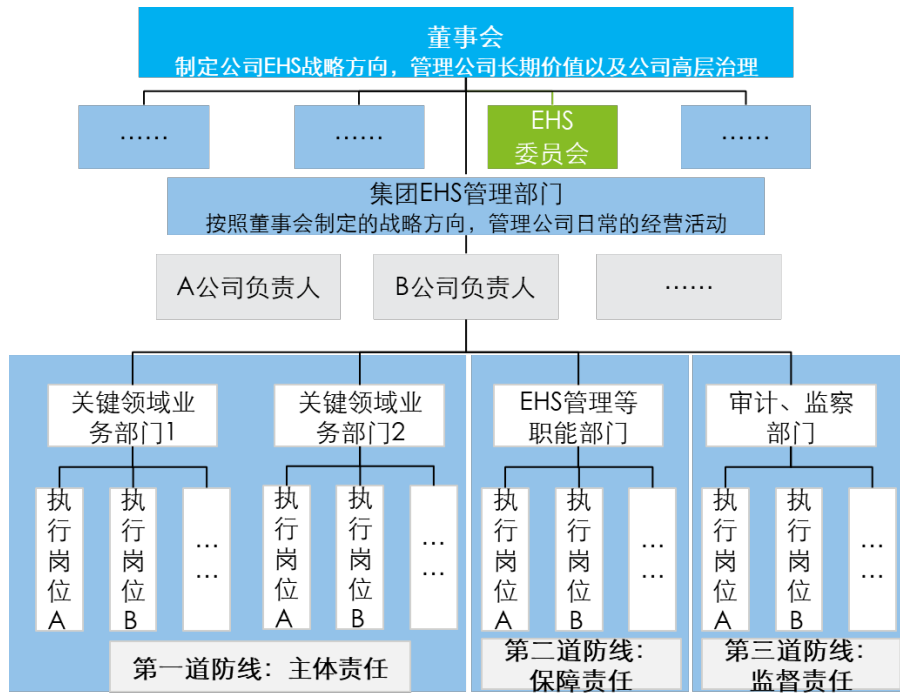 董事会
制定公司EHS战略方向，管理公司长期价值以及公司高层治理
……
……
EHS
委员会
……
集团EHS管理部门
按照董事会制定的战略方向，管理公司日常的经营活动
A公司负责人
B公司负责人
……
关键领域业
务部门1
关键领域业
务部门2
EHS管理等
职能部门
审计、监察
部门
执
行
岗
位
A
执
行
岗
位
B
…
…
执
行
岗
位
A
执
行
岗
位
B
…
…
执
行
岗
位
A
执
行
岗
位
B
…
…
执
行
岗
位
A
执
行
岗
位
B
…
…
第一道防线：主体责任
第二道防线：
保障责任
第三道防线：
监督责任